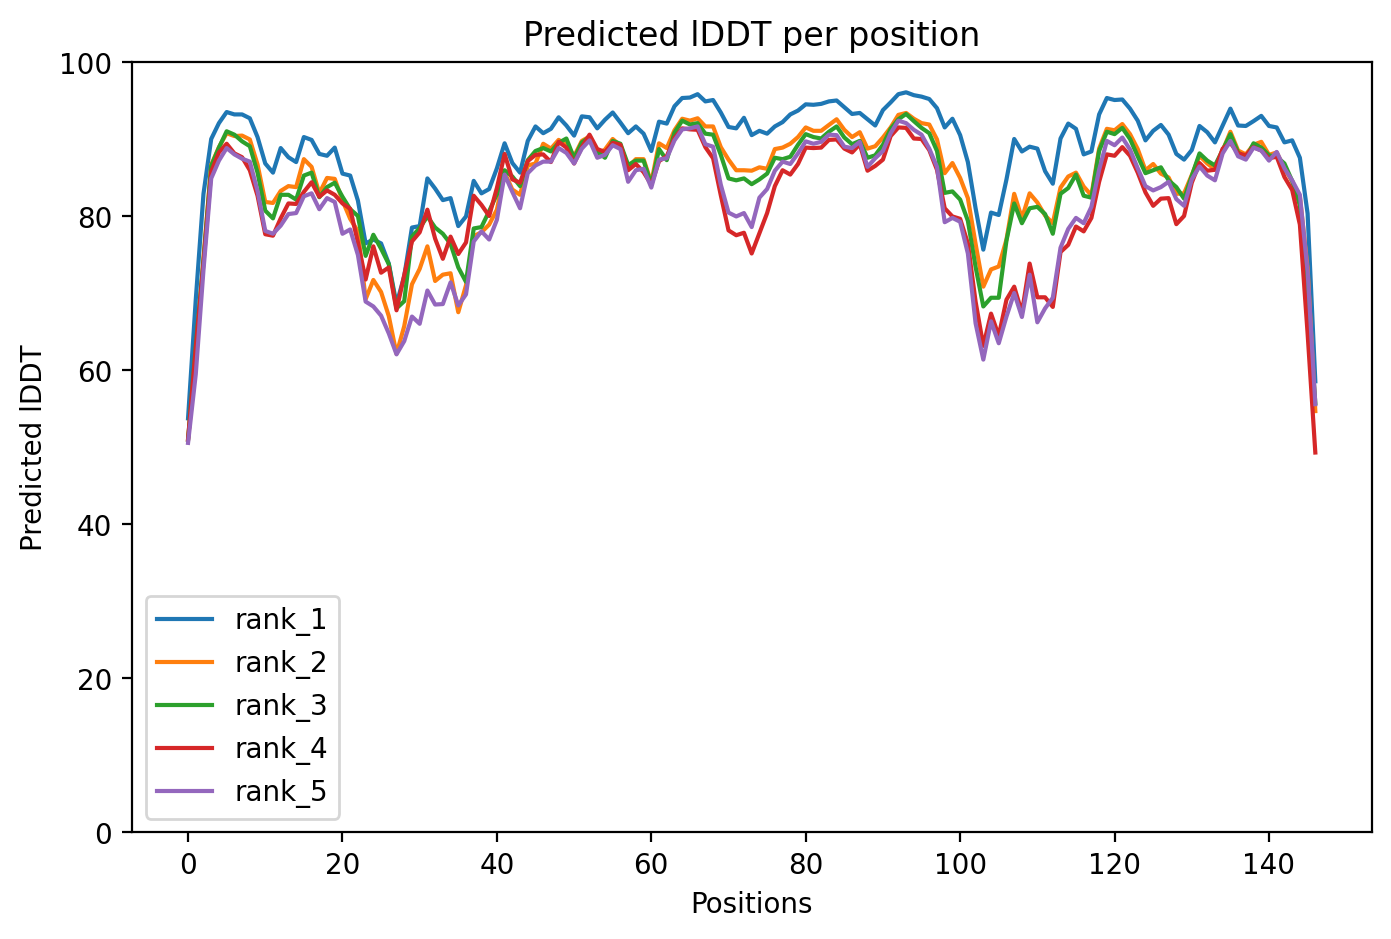 Predicted lDDT per position
100
80
60
40
20
0
Predicted lDDT
rank_1
rank_2
rank_3
rank_4
rank_5
0 20 40 60 80 100 120 140
Positions